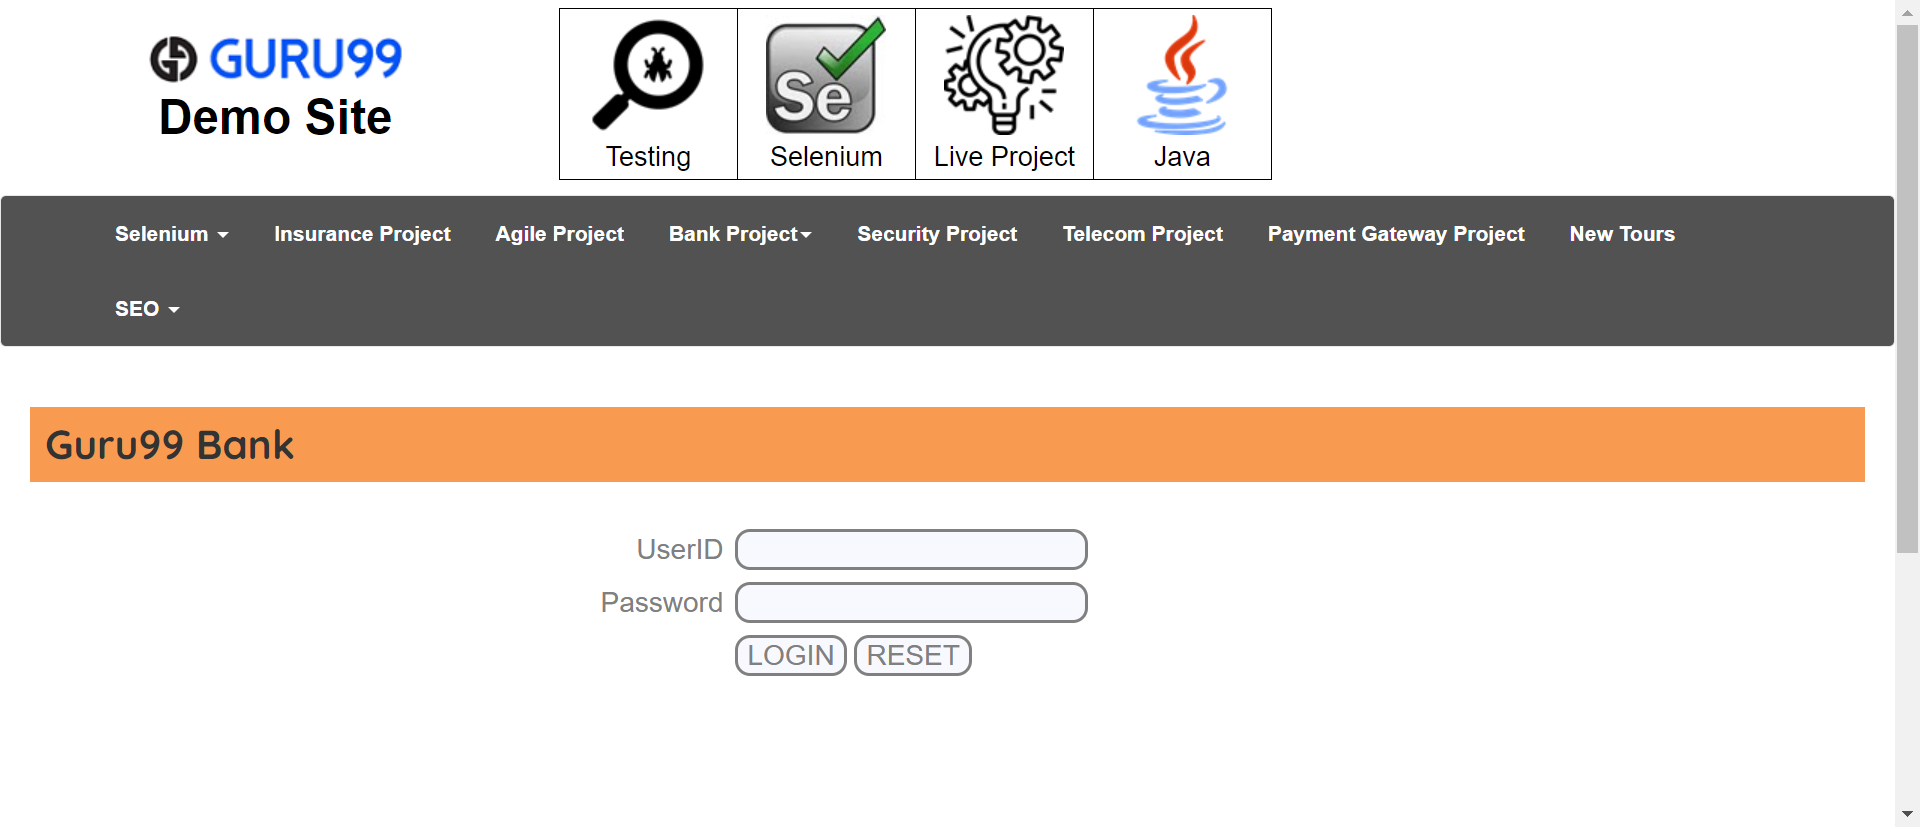 GURU99
Demo Site
Se
Testing Selenium Live Project Java
Selenium Insurance Project Agile Project Bank Project Security Project Telecom Project Payment Gateway Project New Tours
SEO
Guru99 Bank
UserID
Password
LOGIN RESET